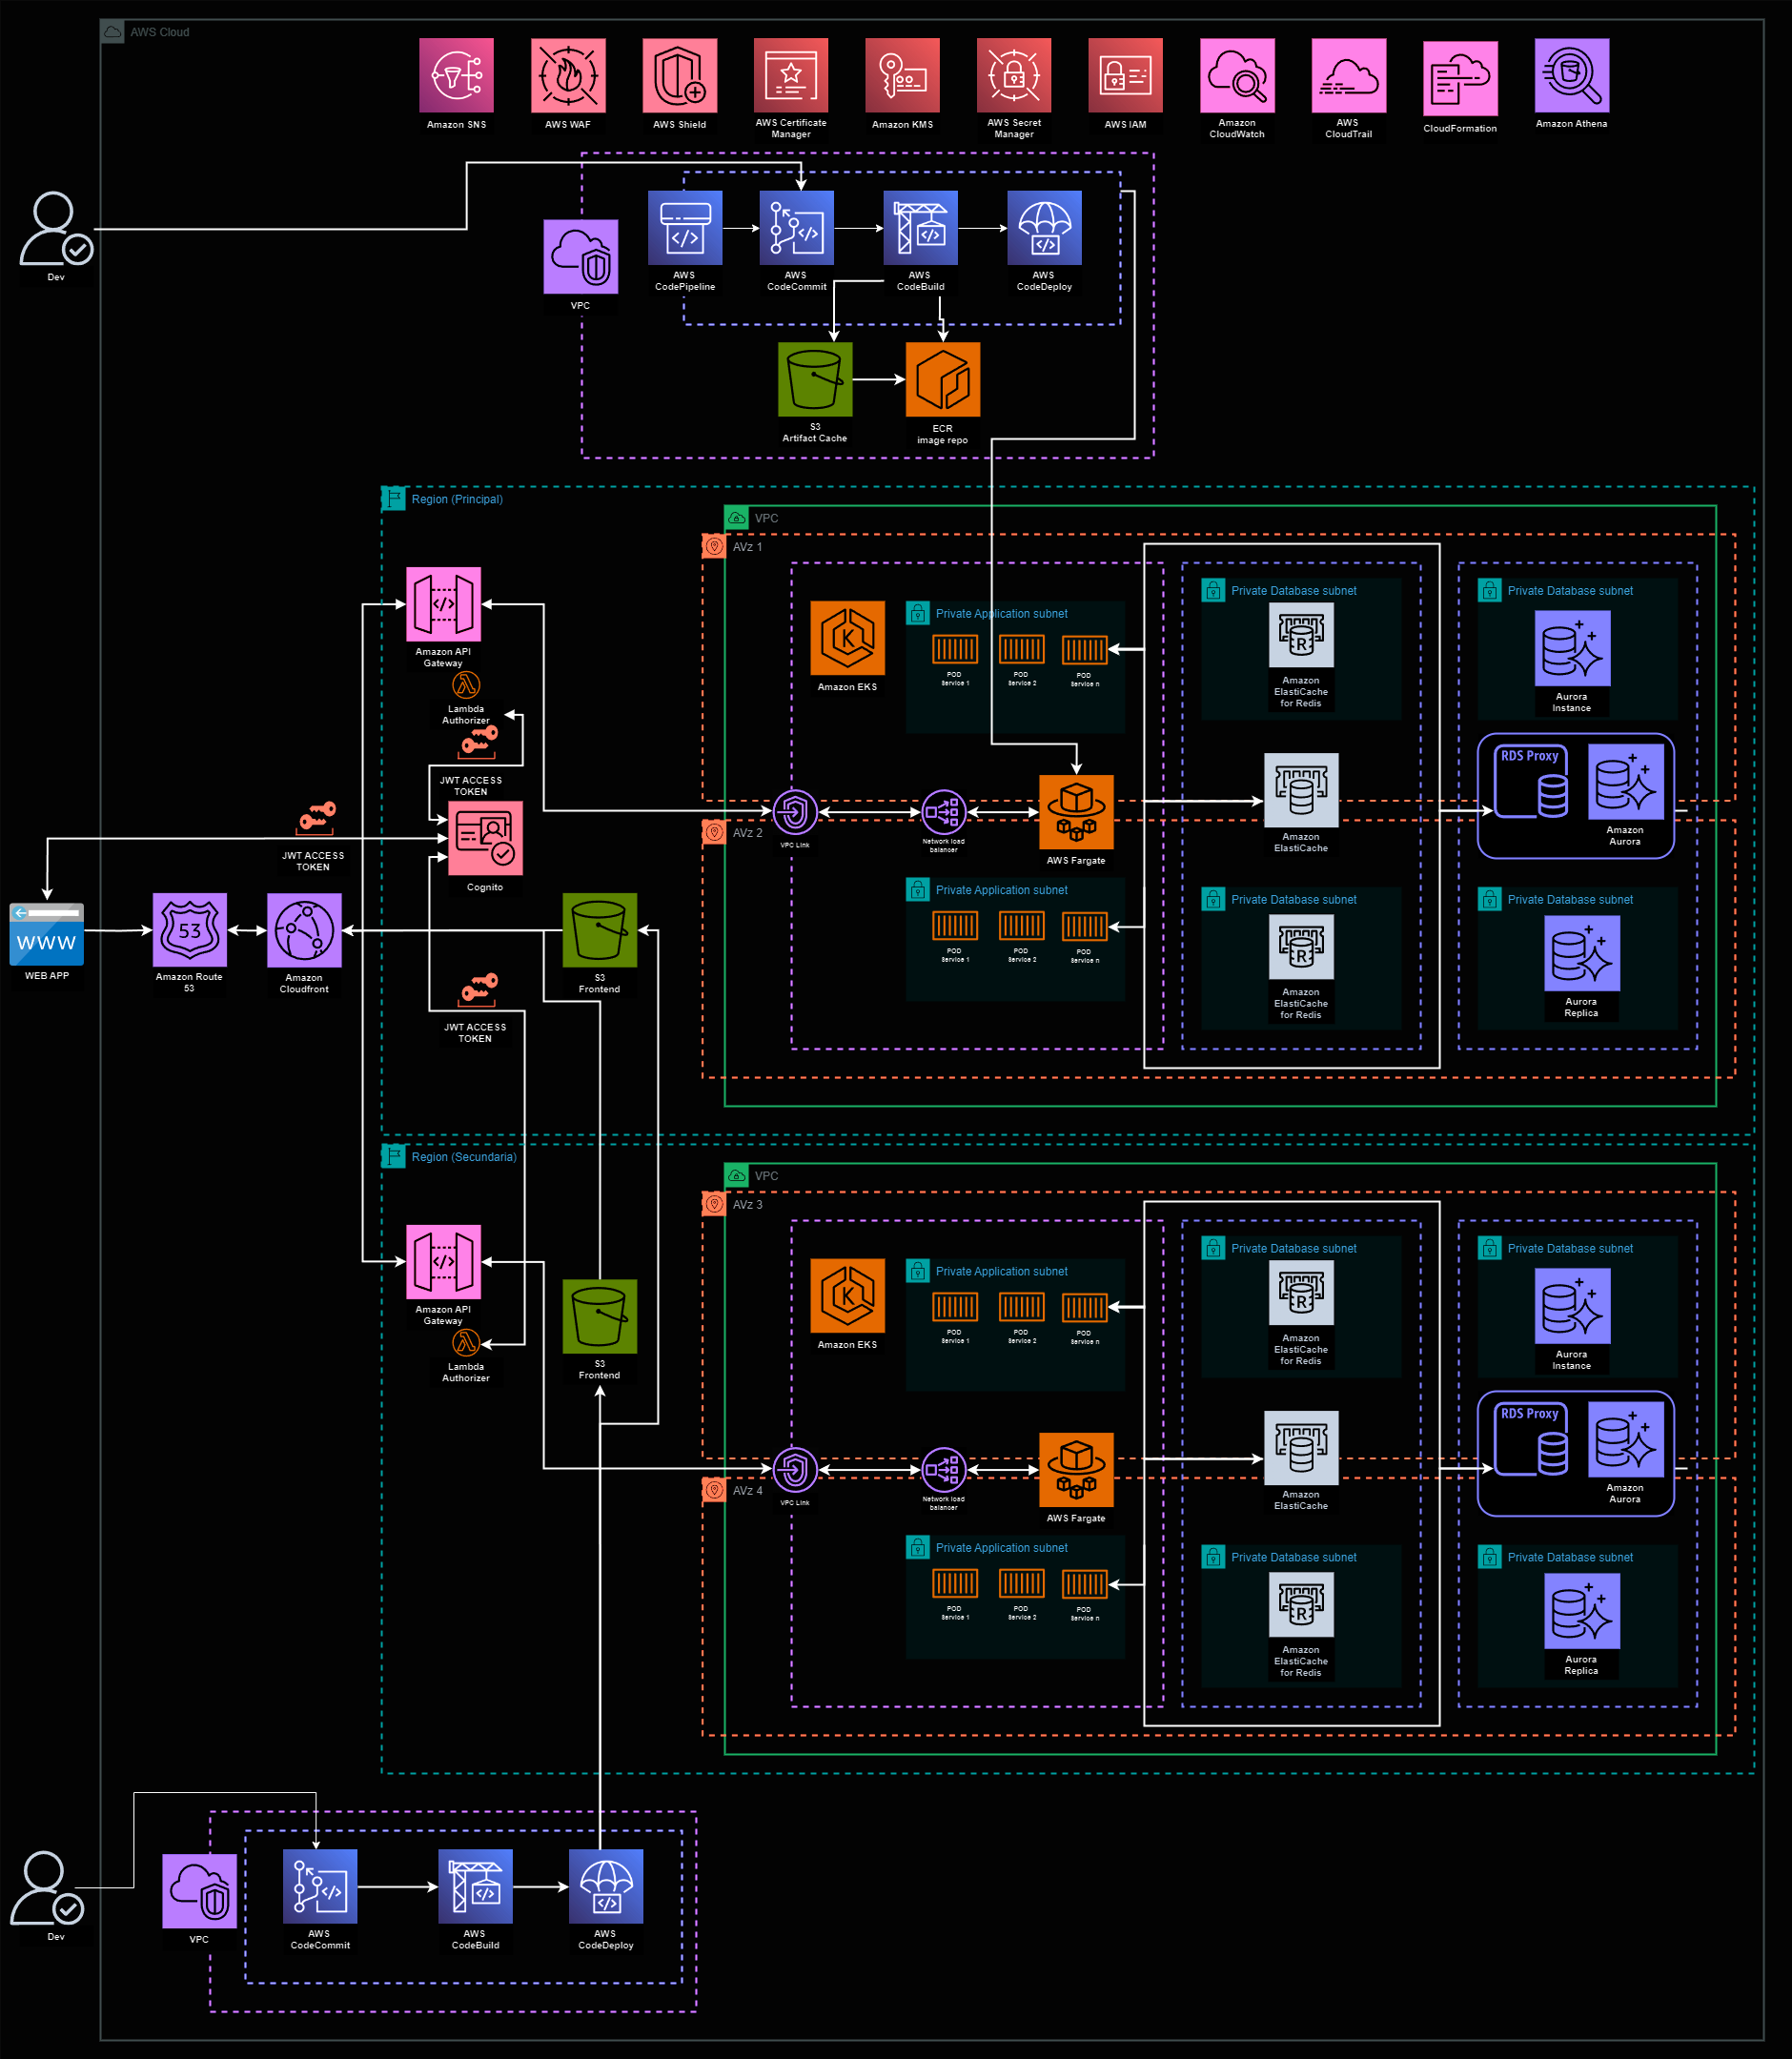 AWS Cloud
Amazon SNS
AWS WAF
AWS Shield
AWS Certificate
Manager
Amazon KMS
AWS Secret
Manager
AWS IAM
Amazon
CloudWatch
AWS
CloudTrail
CloudFormation
Amazon Athena
Dev
VPC
AWS
CodePipeline
AWS
CodeCommit
AWS
CodeBuild
AWS
CodeDeploy
S3
Artifact Cache
ECR
image repo
Region (Principal)
VPC
AVz 1
Amazon API
Gateway
Lambda
Authorizer
JWT ACCESS
TOKEN
Amazon EKS
Private Application subnet
POD
Service 1
POD
Service 2
POD
Service n
Private Database subnet
Amazon
ElastiCache
for Redis
Private Database subnet
Aurora
Instance
JWT ACCESS
TOKEN
Cognito
AVz 2
VPC Link
Network load
balancer
AWS Fargate
Amazon
ElastiCache
RDS Proxy
Amazon
Aurora
WWW
WEB APP
53
Amazon Route
53
Amazon
Cloudfront
S3
Frontend
JWT ACCESS
TOKEN
Private Application subnet
POD
Service 1
POD
Service 2
POD
Service n
Private Database subnet
Amazon
ElastiCache
for Redis
Private Database subnet
Aurora
Replica
Region (Secundaria)
VPC
AVz 3
Amazon API
Gateway
Lambda
Authorizer
S3
Frontend
Amazon EKS
Private Application subnet
POD
Service 1
POD
Service 2
POD
Service n
Private Database subnet
Amazon
ElastiCache
for Redis
Private Database subnet
Aurora
Instance
AVz 4
VPC Link
Network load
balancer
AWS Fargate
Amazon
ElastiCache
RDS Proxy
Amazon
Aurora
Private Application subnet
POD
Service 1
POD
Service 2
POD
Service n
Private Database subnet
Amazon
ElastiCache
for Redis
Private Database subnet
Aurora
Replica
Dev
VPC
AWS
CodeCommit
AWS
CodeBuild
AWS
CodeDeploy